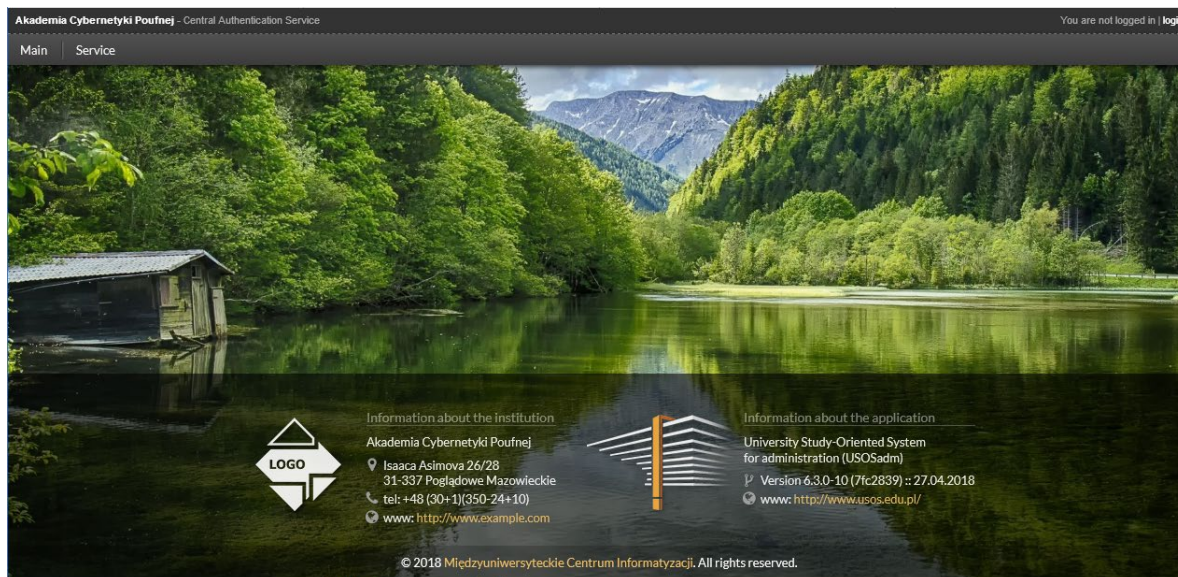 Akademia Cybernetyki Poufnej - Central Authentication Service
You are not logged in | logi
Main
Service
LOGO
Information about the institution
Akademia Cybernetyki Poufnej
Isaaca Asimova 26/28
31-337 Poglądowe Mazowieckie
tel: +48 (30+1)(350-24+10)
www: http://www.example.com
Information about the application
University Study-Oriented System
for administration (USOSadm)
Version 6.3.0-10 (7fc2839) :: 27.04.2018
www: http://www.usos.edu.pl/
© 2018 Międzyuniwersyteckie Centrum Informatyzacji. All rights reserved.